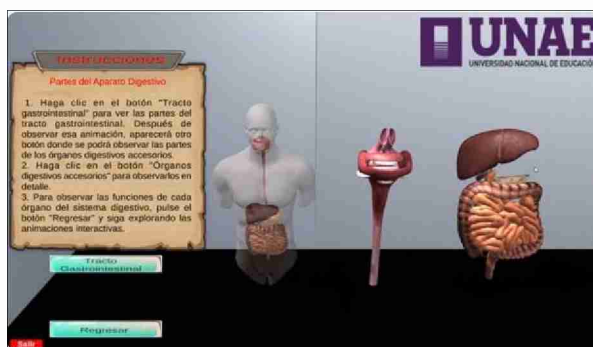 UNAE
UNIVERSIDAD NACIONAL DE EDUCACIÓN
Instrucciones
Partes del Aparato Digestivo
1. Haga clic en el botón "Tracto
gastrointestinal" para ver las partes del
tracto gastrointestinal. Después de
observar esa animación, aparecerá otro
botón donde se podrá observar las partes
de los órganos digestivos accesorios.
2. Haga clic en el botón "Órganos
digestivos accesorios" para observarlos en
detalle.
3. Para observar las funciones de cada
órgano del sistema digestivo, pulse el
botón "Regresar" y siga explorando las
animaciones interactivas.
Tracto
Gastrointestinal
Regresar
Salir